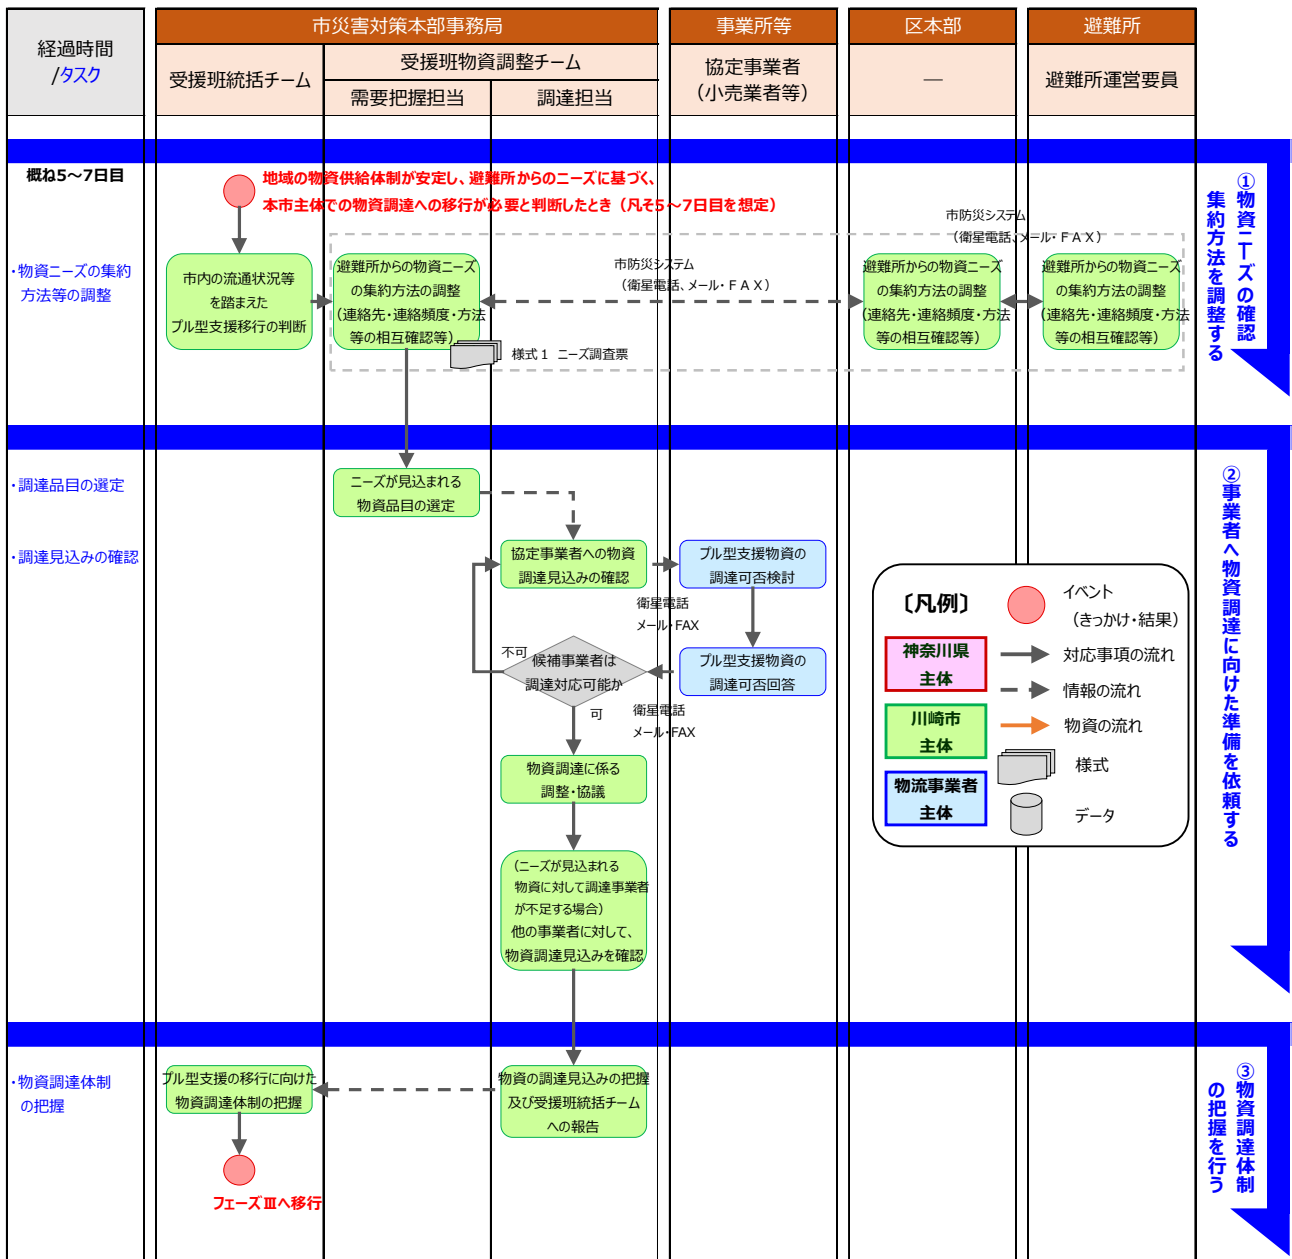 経過時間
/タスク
市災害対策本部事務局
受援班統括チーム
受援班物資調整チーム
需要把握担当
調達担当
事業所等
協定事業者
（小売業者等）
区本部
―
避難所
避難所運営要員
概ね5～7日目
地域の物資供給体制が安定し、避難所からのニーズに基づく、
本市主体での物資調達への移行が必要と判断したとき（凡そ5～7日目を想定）
①物資ニーズの確認
集約方法を調整する
・物資ニーズの集約
方法等の調整
市内の流通状況等
を踏まえた
プル型支援移行の判断
避難所からの物資ニーズ
の集約方法の調整
（連絡先・連絡頻度・方法
等の相互確認等）
様式１ ニーズ調査票
市防災システム
（衛星電話、メール・ＦＡＸ）
市防災システム
（衛星電話、メール・ＦＡＸ）
避難所からの物資ニーズ
の集約方法の調整
（連絡先・連絡頻度・方法
等の相互確認等）
避難所からの物資ニーズ
の集約方法の調整
（連絡先・連絡頻度・方法
等の相互確認等）
②事業者へ物資調達に向けた準備を依頼する
・調達品目の選定
ニーズが見込まれる
物資品目の選定
・調達見込みの確認
協定事業者への物資
調達見込みの確認
プル型支援物資の
調達可否検討
衛星電話
メール・FAX
不可
候補事業者は
調達対応可能か
プル型支援物資の
調達可否回答
可
衛星電話
メール・FAX
物資調達に係る
調整・協議
（ニーズが見込まれる
物資に対して調達事業者
が不足する場合）
他の事業者に対して、
物資調達見込みを確認
〔凡例〕
イベント
（きっかけ・結果）
神奈川県
主体
対応事項の流れ
情報の流れ
川崎市
主体
物資の流れ
様式
物流事業者
主体
データ
③物資調達体制
の把握を行う
・物資調達体制
の把握
プル型支援の移行に向けた
物資調達体制の把握
物資の調達見込みの把握
及び受援班統括チーム
への報告
フェーズⅢへ移行